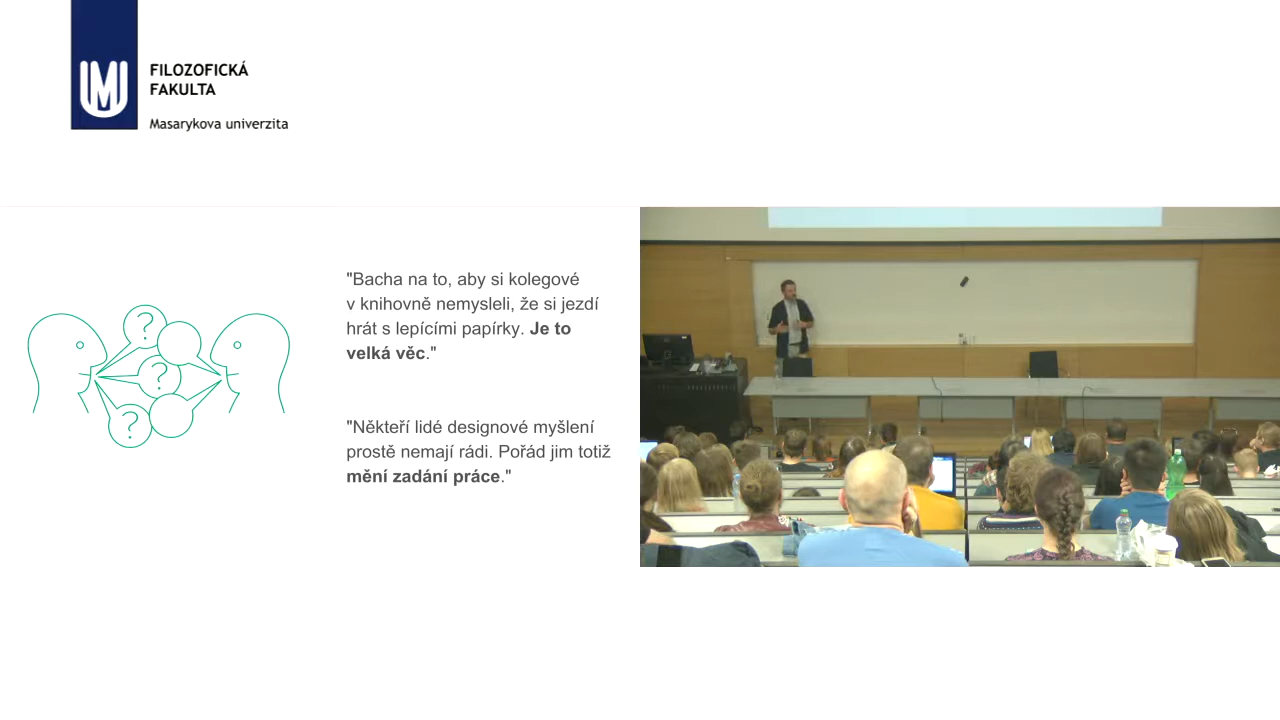 FILOZOFICKÁ
FAKULTA
Masarykova univerzita
"Bacha na to, aby si kolegové
v knihovně nemysleli, že si jezdí
hrát s lepícími papírky. Je to
velká věc."
"Někteří lidé designové myšlení
prostě nemají rádi. Pořád jim totiž
mění zadání práce."
? 
?
?